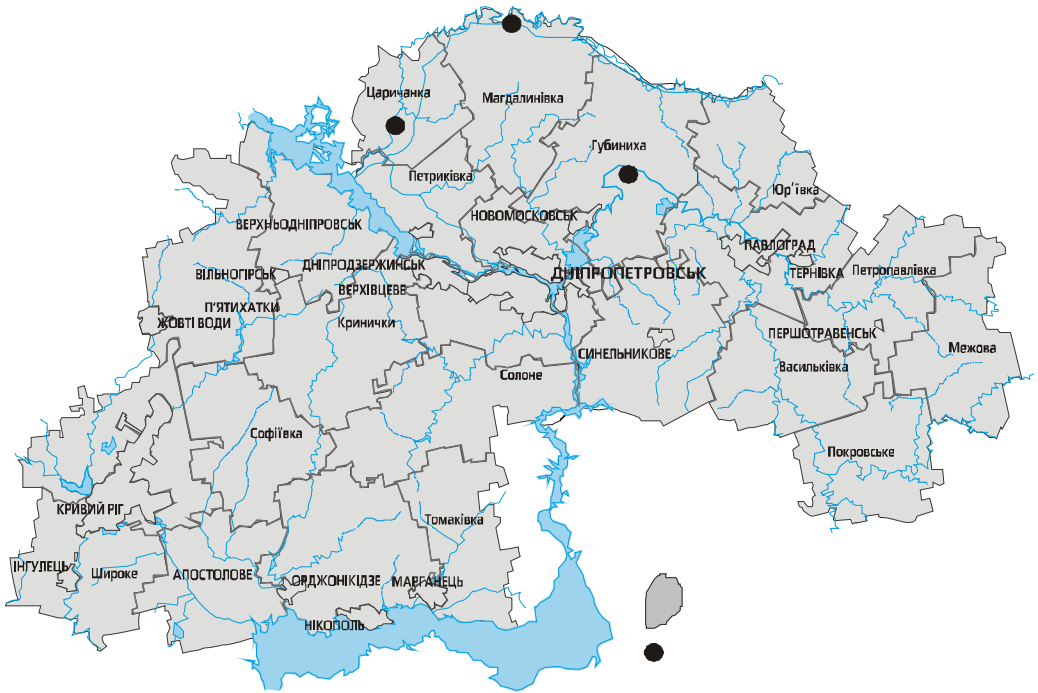 Царичанка
Магдалинівка
Губиниха
Петриківка
Юр'ївка
НОВОМОСКОВСЬК
ВЕРХНЬОДНІПРОВСЬК
ПАВЛОГРАД
ДНІПРОДЗЕРЖИНСЬК
ДНІПРОПЕТРОВСЬК
ВІЛЬНОГІРСЬК
ТЕРНІВКА
Петропавлівка
ВЕРХІВЦЕВЕ
П'ЯТИХАТКИ
ЖОВТІ ВОДИ
Кринички
ПЕРШОТРАВЕНСЬК
Межова
СИНЕЛЬНИКОВЕ
Васильківка
Солоне
Софіївка
Покровське
КРИВИЙ РІГ
Томаківка
ІНГУЛЕЦЬ
Широке
АПОСТОЛОВЕ
ОРДЖОНІКІДЗЕ
МАРГАНЕЦЬ
НІКОПОЛЬ